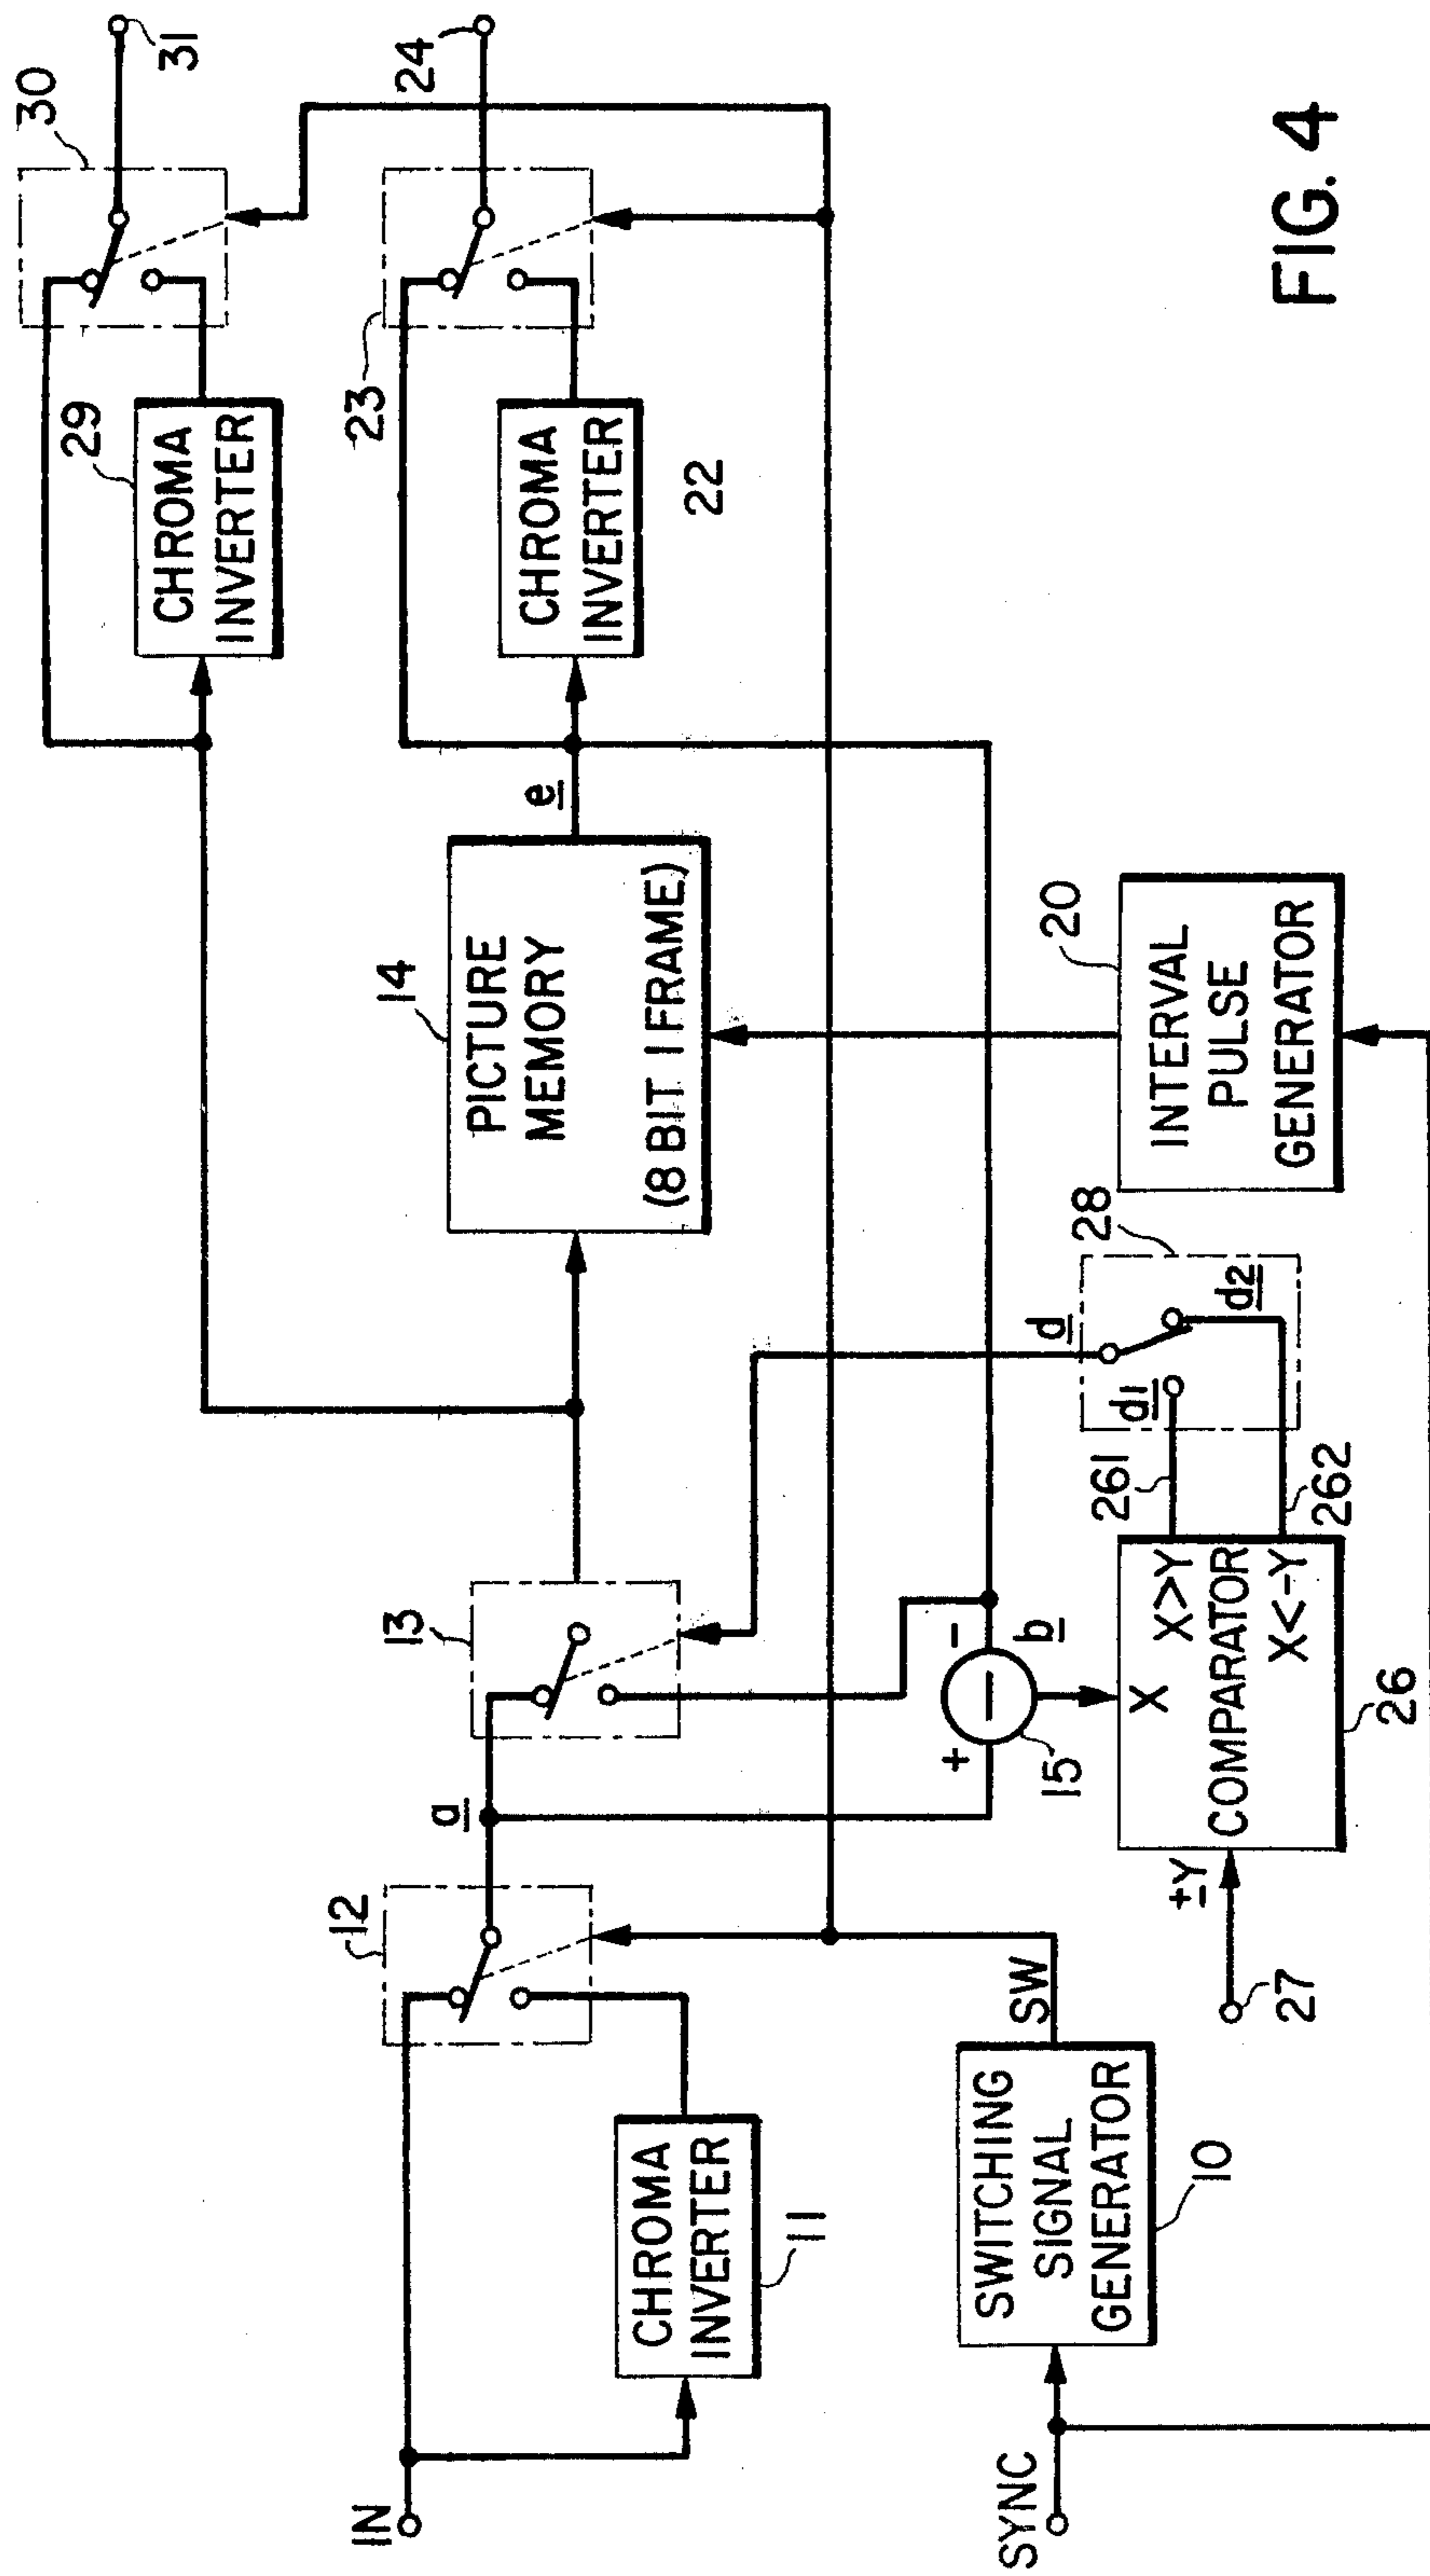 30
31
29
CHROMA
INVERTER
24
23
CHROMA
INVERTER
22
e
14
PICTURE
MEMORY
(8 BIT 1 FRAME)
13
a
12
IN
CHROMA
INVERTER
11
SW
SWITCHING
SIGNAL
GENERATOR
10
SYNC
+
-
b
15
X
X>Y
COMPARATOR
X<-Y
26
±Y
27
261
262
d
d1
d2
28
20
INTERVAL
PULSE
GENERATOR
FIG. 4